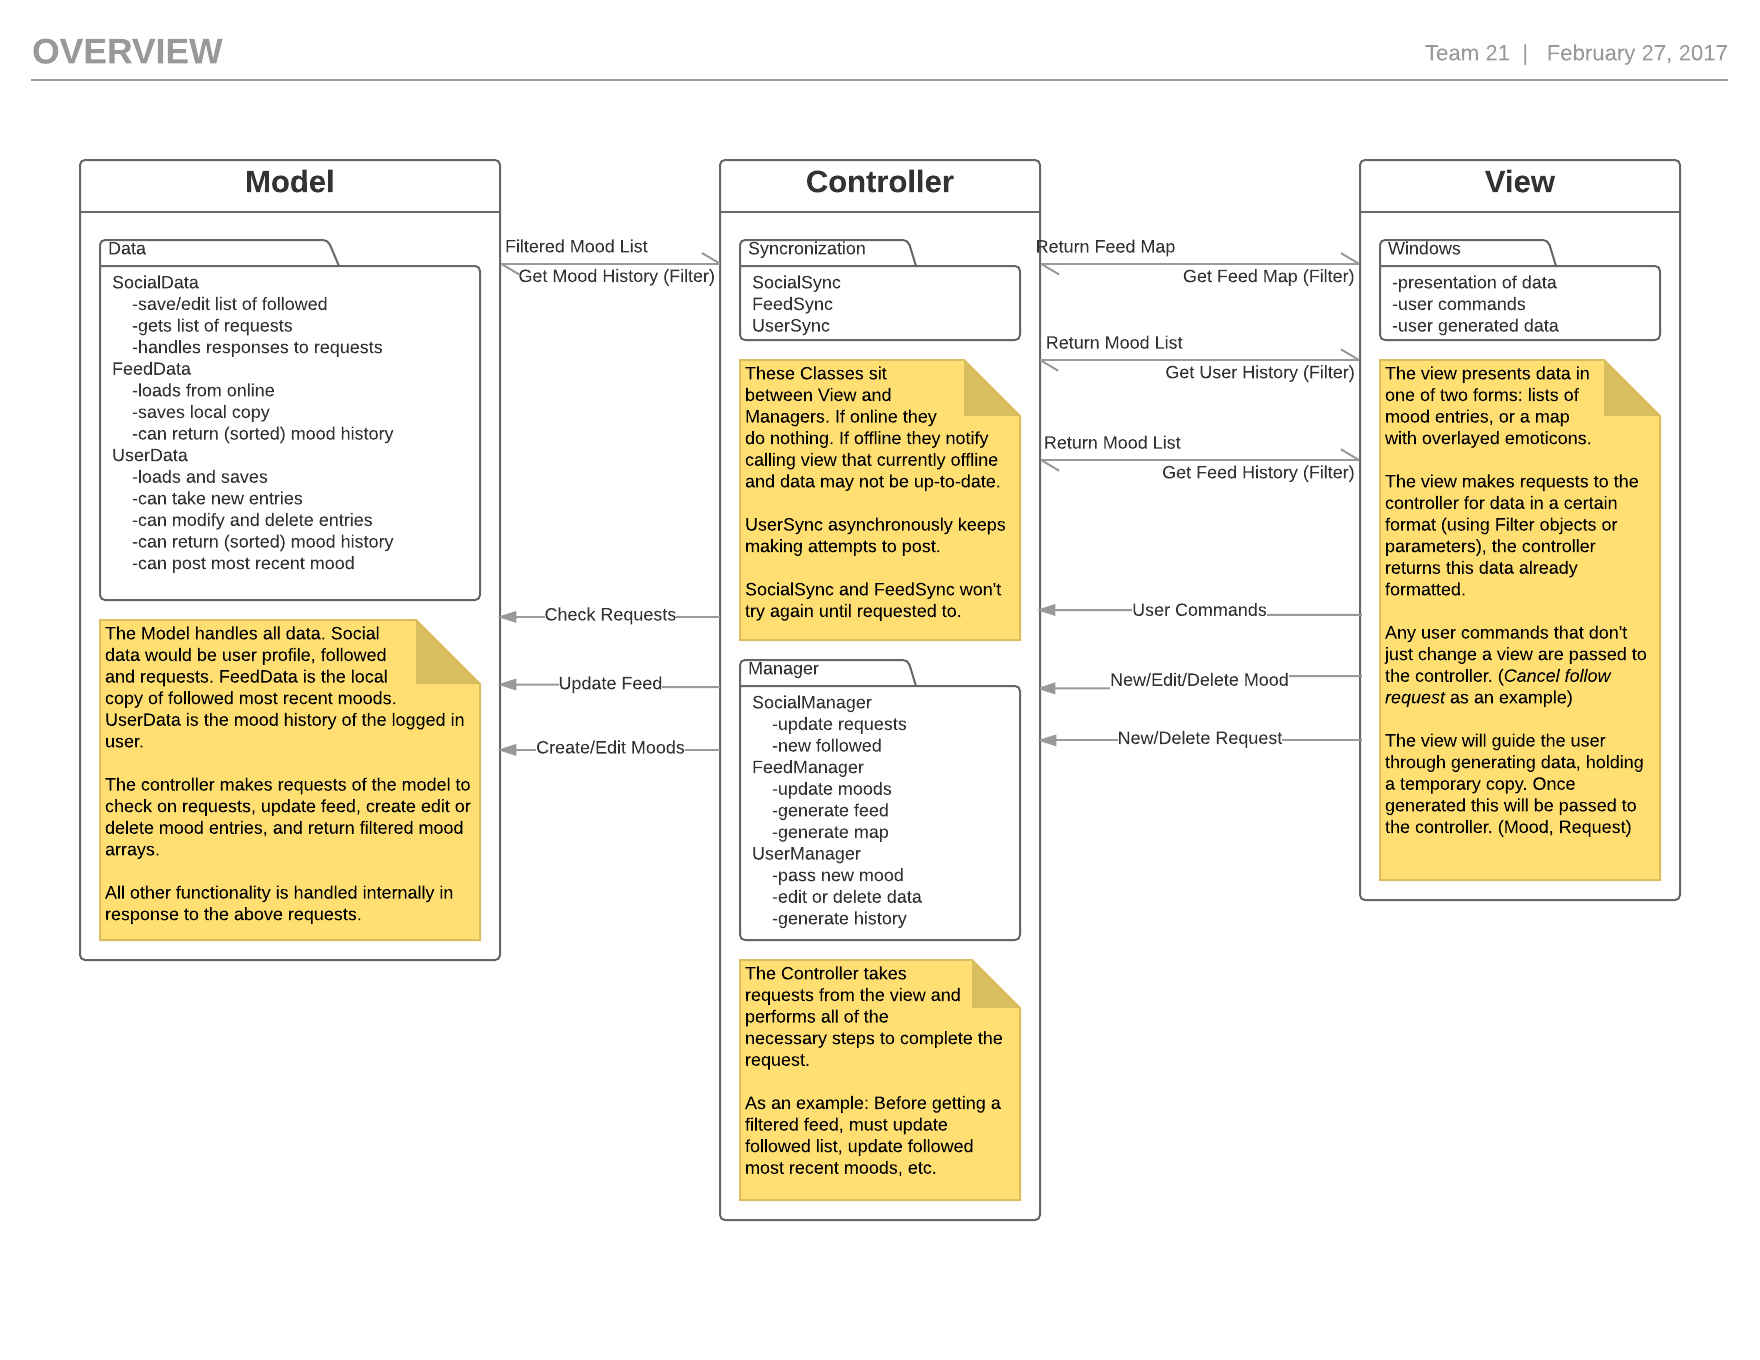 OVERVIEW
Team 21 | February 27, 2017
Model
Data
SocialData
-save/edit list of followed
-gets list of requests
-handles responses to requests
FeedData
-loads from online
-saves local copy
-can return (sorted) mood history
UserData
-loads and saves
-can take new entries
-can modify and delete entries
-can return (sorted) mood history
-can post most recent mood
The Model handles all data. Social
data would be user profile, followed
and requests. FeedData is the local
copy of followed most recent moods.
UserData is the mood history of the logged in
user.
The controller makes requests of the model to
check on requests, update feed, create edit or
delete mood entries, and return filtered mood
arrays.
All other functionality is handled internally in
response to the above requests.
Filtered Mood List
Get Mood History (Filter)
Check Requests
Update Feed
Create/Edit Moods
Controller
Syncronization
SocialSync
FeedSync
UserSync
These Classes sit
between View and
Managers. If online they
do nothing. If offline they notify
calling view that currently offline
and data may not be up-to-date.
UserSync asynchronously keeps
making attempts to post.
SocialSync and FeedSync won't
try again until requested to.
Manager
SocialManager
-update requests
-new followed
FeedManager
-update moods
-generate feed
-generate map
UserManager
-pass new mood
-edit or delete data
-generate history
The Controller takes
requests from the view and
performs all of the
necessary steps to complete the
request.
As an example: Before getting a
filtered feed, must update
followed list, update followed
most recent moods, etc.
Return Feed Map
Get Feed Map (Filter)
Return Mood List
Get User History (Filter)
Return Mood List
Get Feed History (Filter)
User Commands
New/Edit/Delete Mood
New/Delete Request
View
Windows
-presentation of data
-user commands
-user generated data
The view presents data in
one of two forms: lists of
mood entries, or a map
with overlayed emoticons.
The view makes requests to the
controller for data in a certain
format (using Filter objects or
parameters), the controller
returns this data already
formatted.
Any user commands that don't
just change a view are passed to
the controller. (Cancel follow
request as an example)
The view will guide the user
through generating data, holding
a temporary copy. Once
generated this will be passed to
the controller. (Mood, Request)